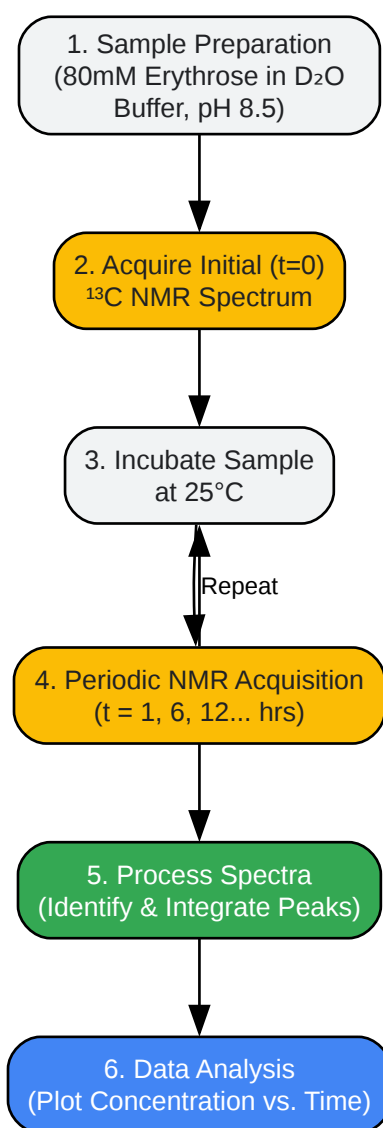 1. Sample Preparation
(80mM Erythrose in D₂O
Buffer, pH 8.5)
2. Acquire Initial (t=0)
¹³C NMR Spectrum
3. Incubate Sample
at 25°C
Repeat
4. Periodic NMR Acquisition
(t = 1, 6, 12... hrs)
5. Process Spectra
(Identify & Integrate Peaks)
6. Data Analysis
(Plot Concentration vs. Time)